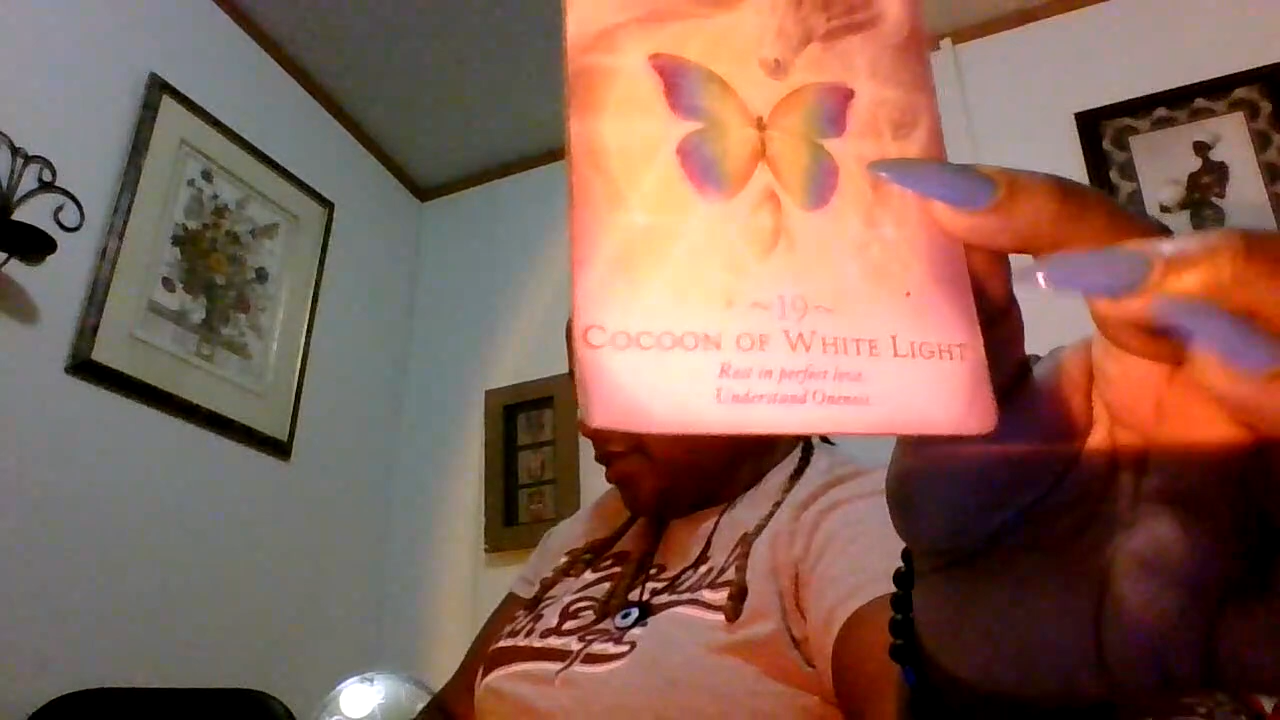 ~19~
COCOON OF WHITE LIGHT
Rest in perfect love.
Understand Oneness.